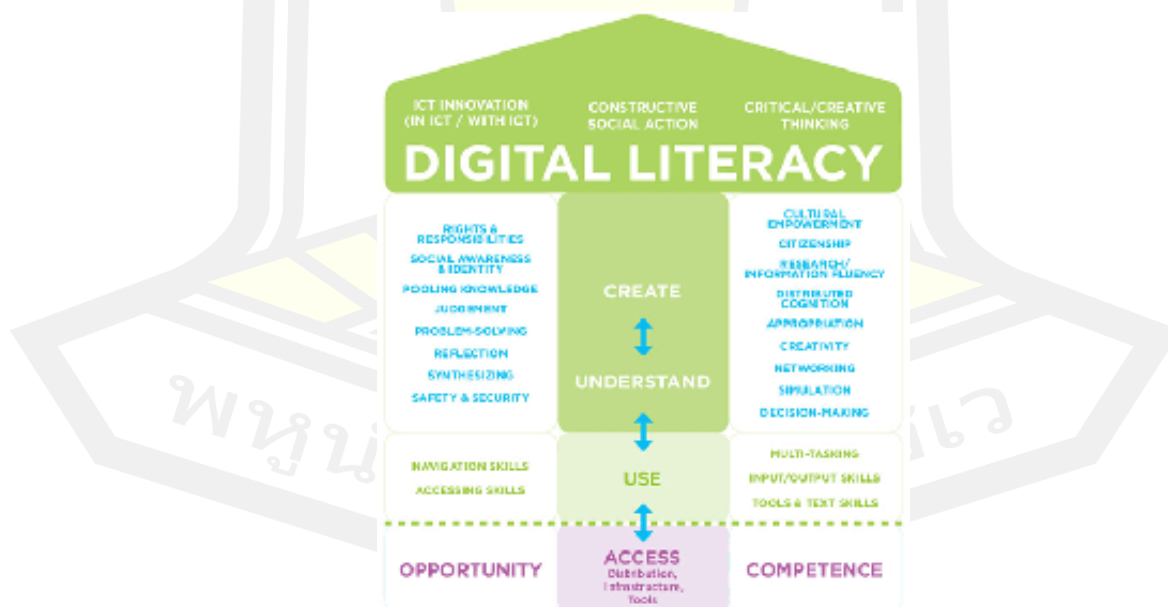 ICT INNOVATION
(IN ICT / WITH ICT)
CONSTRUCTIVE
SOCIAL ACTION
CRITICAL/CREATIVE
THINKING
DIGITAL LITERACY
RIGHTS &
RESPONSIBILITIES
SOCIAL AWARENESS
& IDENTITY
POOLING KNOWLEDGE
JUDGEMENT
PROBLEM-SOLVING
REFLECTION
SYNTHESIZING
SAFETY & SECURITY
CREATE
UNDERSTAND
CULTURAL
EMPOWERMENT
CITIZENSHIP
RESEARCH/
INFORMATION FLUENCY
DISTRIBUTED
COGNITION
APPROPRIATION
CREATIVITY
NETWORKING
SIMULATION
DECISION-MAKING
NAVIGATION SKILLS
ACCESSING SKILLS
USE
MULTI-TASKING
INPUT/OUTPUT SKILLS
TOOLS & TEXT SKILLS
OPPORTUNITY
ACCESS
Distribution,
Infrastructure,
Tools
COMPETENCE